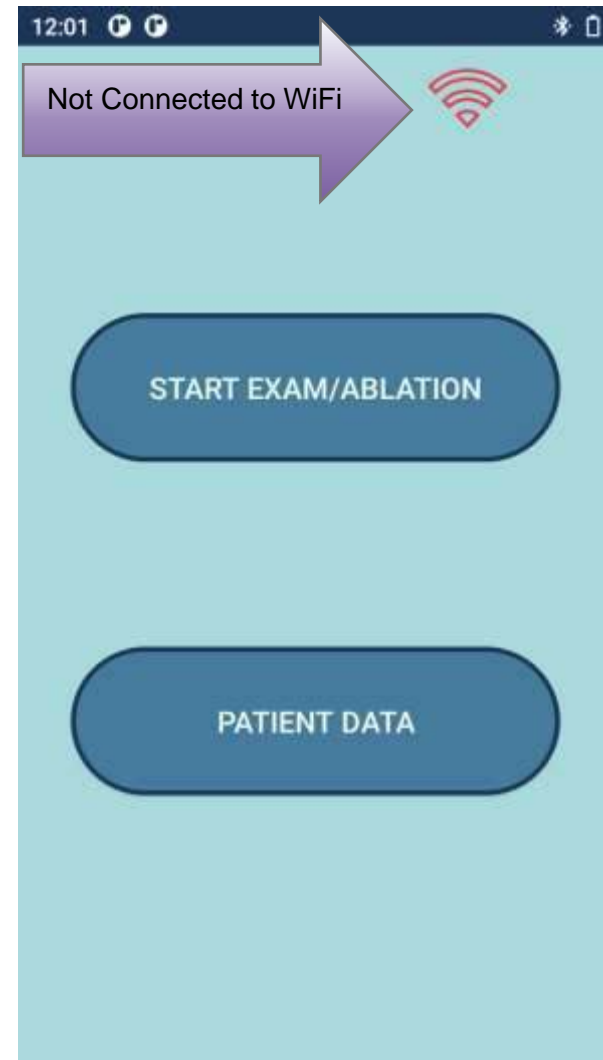 12:01
Not Connected to WiFi
START EXAM/ABLATION
PATIENT DATA